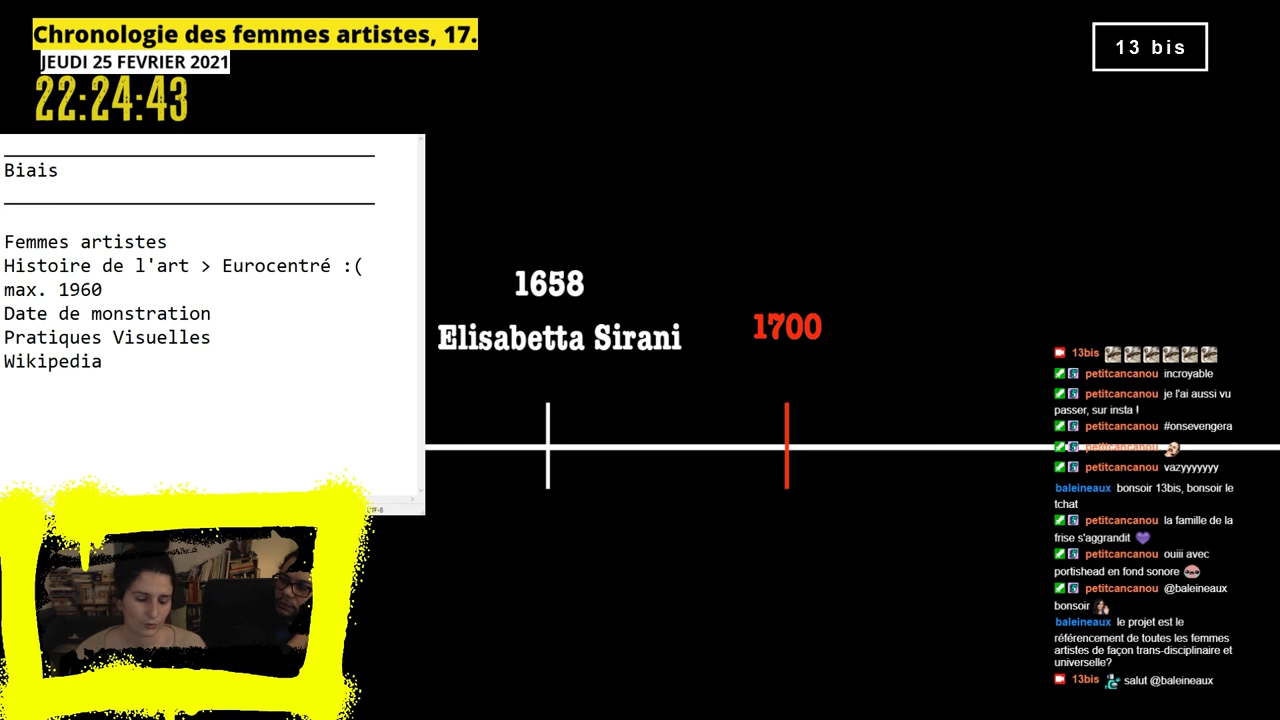 Chronologie des femmes artistes, 17.
JEUDI 25 FEVRIER 2021
22:24:43
13 bis
Biais
Femmes artistes
Histoire de l'art > Eurocentré :(
max. 1960
Date de monstration
Pratiques Visuelles
Wikipedia
1658
Elisabetta Sirani
1700
13bis
petitcancanou incroyable
petitcancanou je l'ai aussi vu
passer, sur insta !
petitcancanou #onsevengera
petitcancanou
petitcancanou vazyyyyyyy
baleineaux bonsoir 13bis, bonsoir le
tchat
petitcancanou la famille de la
frise s'aggrandit
petitcancanou ouiii avec
portishead en fond sonore
petitcancanou @baleineaux
bonsoir
baleineaux le projet est le
référencement de toutes les femmes
artistes de façon trans-disciplinaire et
universelle?
13bis salut @baleineaux